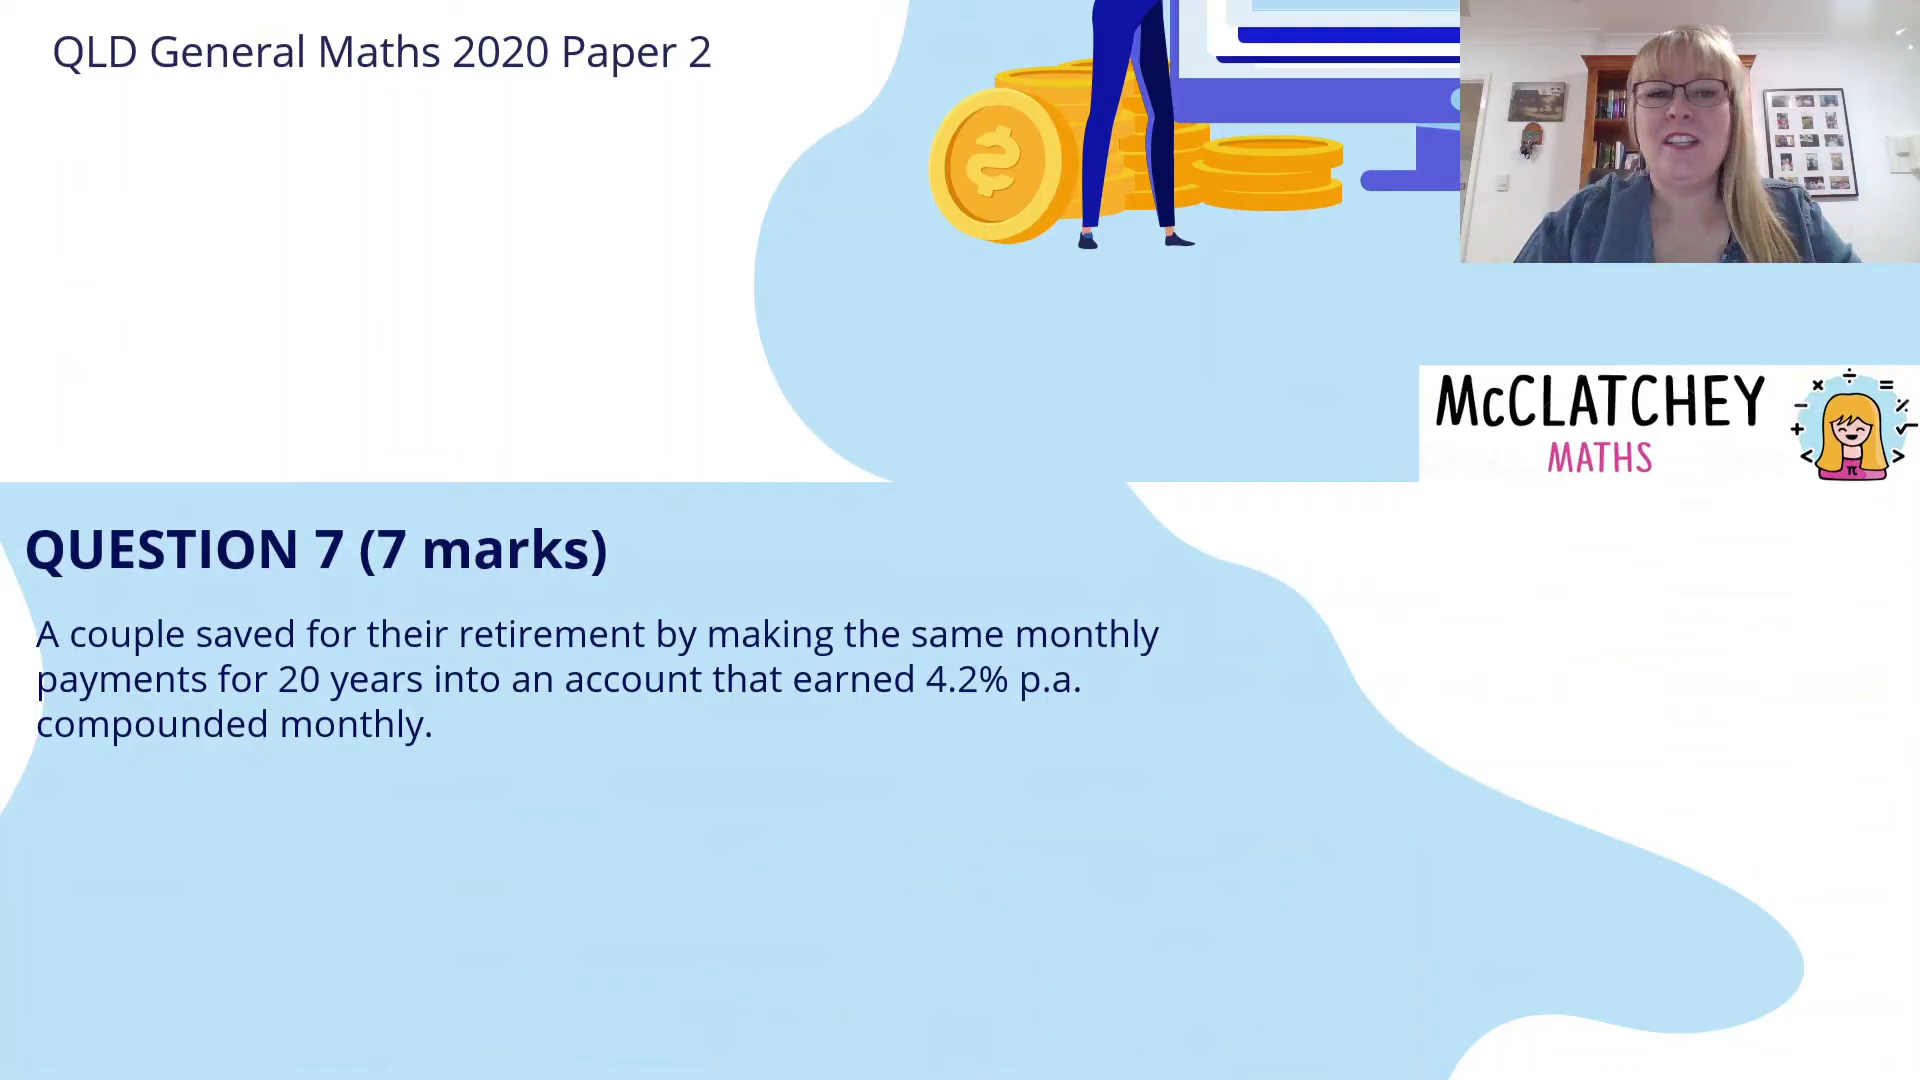 QLD General Maths 2020 Paper 2
McCLATCHEY
MATHS
QUESTION 7 (7 marks)
A couple saved for their retirement by making the same monthly
payments for 20 years into an account that earned 4.2% p.a.
compounded monthly.